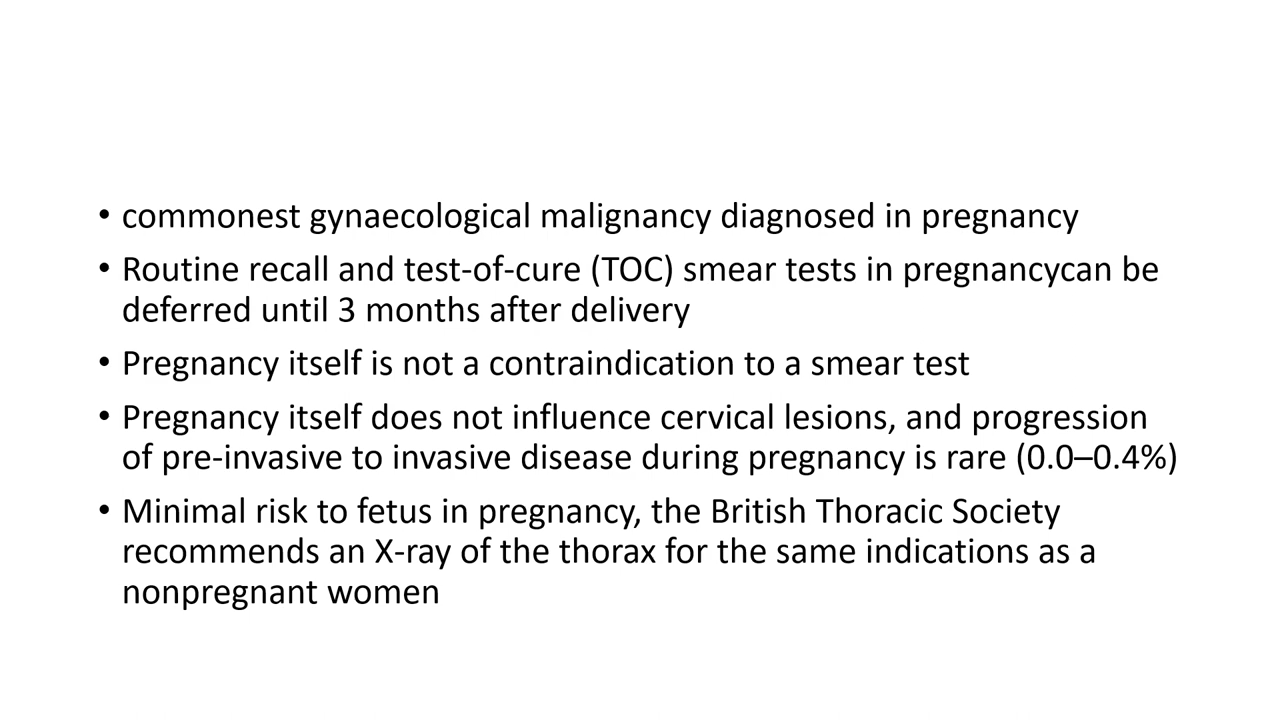 • commonest gynaecological malignancy diagnosed in pregnancy
• Routine recall and test-of-cure (TOC) smear tests in pregnancycan be
deferred until 3 months after delivery
• Pregnancy itself is not a contraindication to a smear test
• Pregnancy itself does not influence cervical lesions, and progression
of pre-invasive to invasive disease during pregnancy is rare (0.0–0.4%)
• Minimal risk to fetus in pregnancy, the British Thoracic Society
recommends an X-ray of the thorax for the same indications as a
nonpregnant women